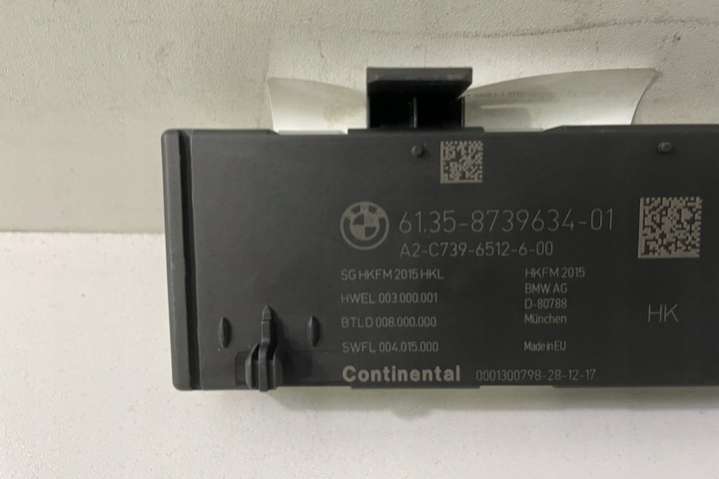 BMW
61.35-8739634-01
A2-C739-6512-6-00
SG HKFM 2015 HKL
HKFM 2015
HWEL 003.000.001
BMW AG
D-80788
BTLD 008.000.000
München
HK
SWFL 004.015.000
Made in EU
Continental
0001300798-28-12-17